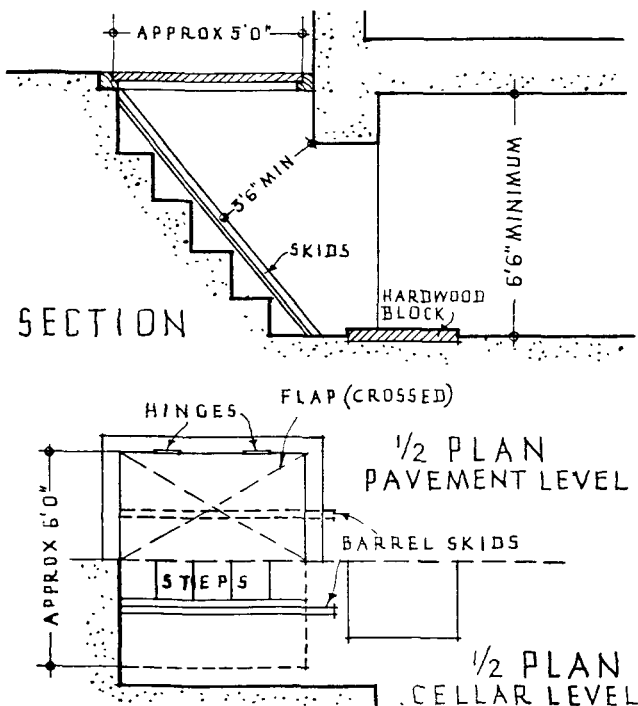 APPROX 5'0"
3'6" MIN
SKIDS
6'9" MINIMUM
HARDWOOD
BLOCK
SECTION
HINGES
FLAP (CROSSED)
1/2 PLAN
PAVEMENT LEVEL
APPROX 6'0"
BARREL SKIDS
STEPS
1/2 PLAN
CELLAR LEVEL